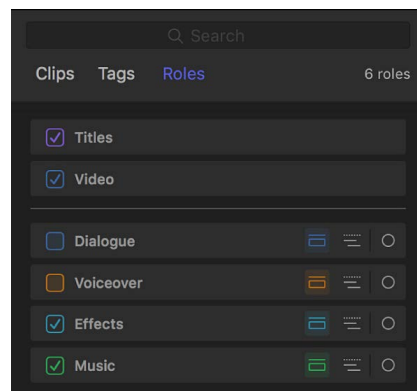 Search
Clips Tags Roles 6 roles
Titles
Video
Dialogue
Voiceover
Effects
Music